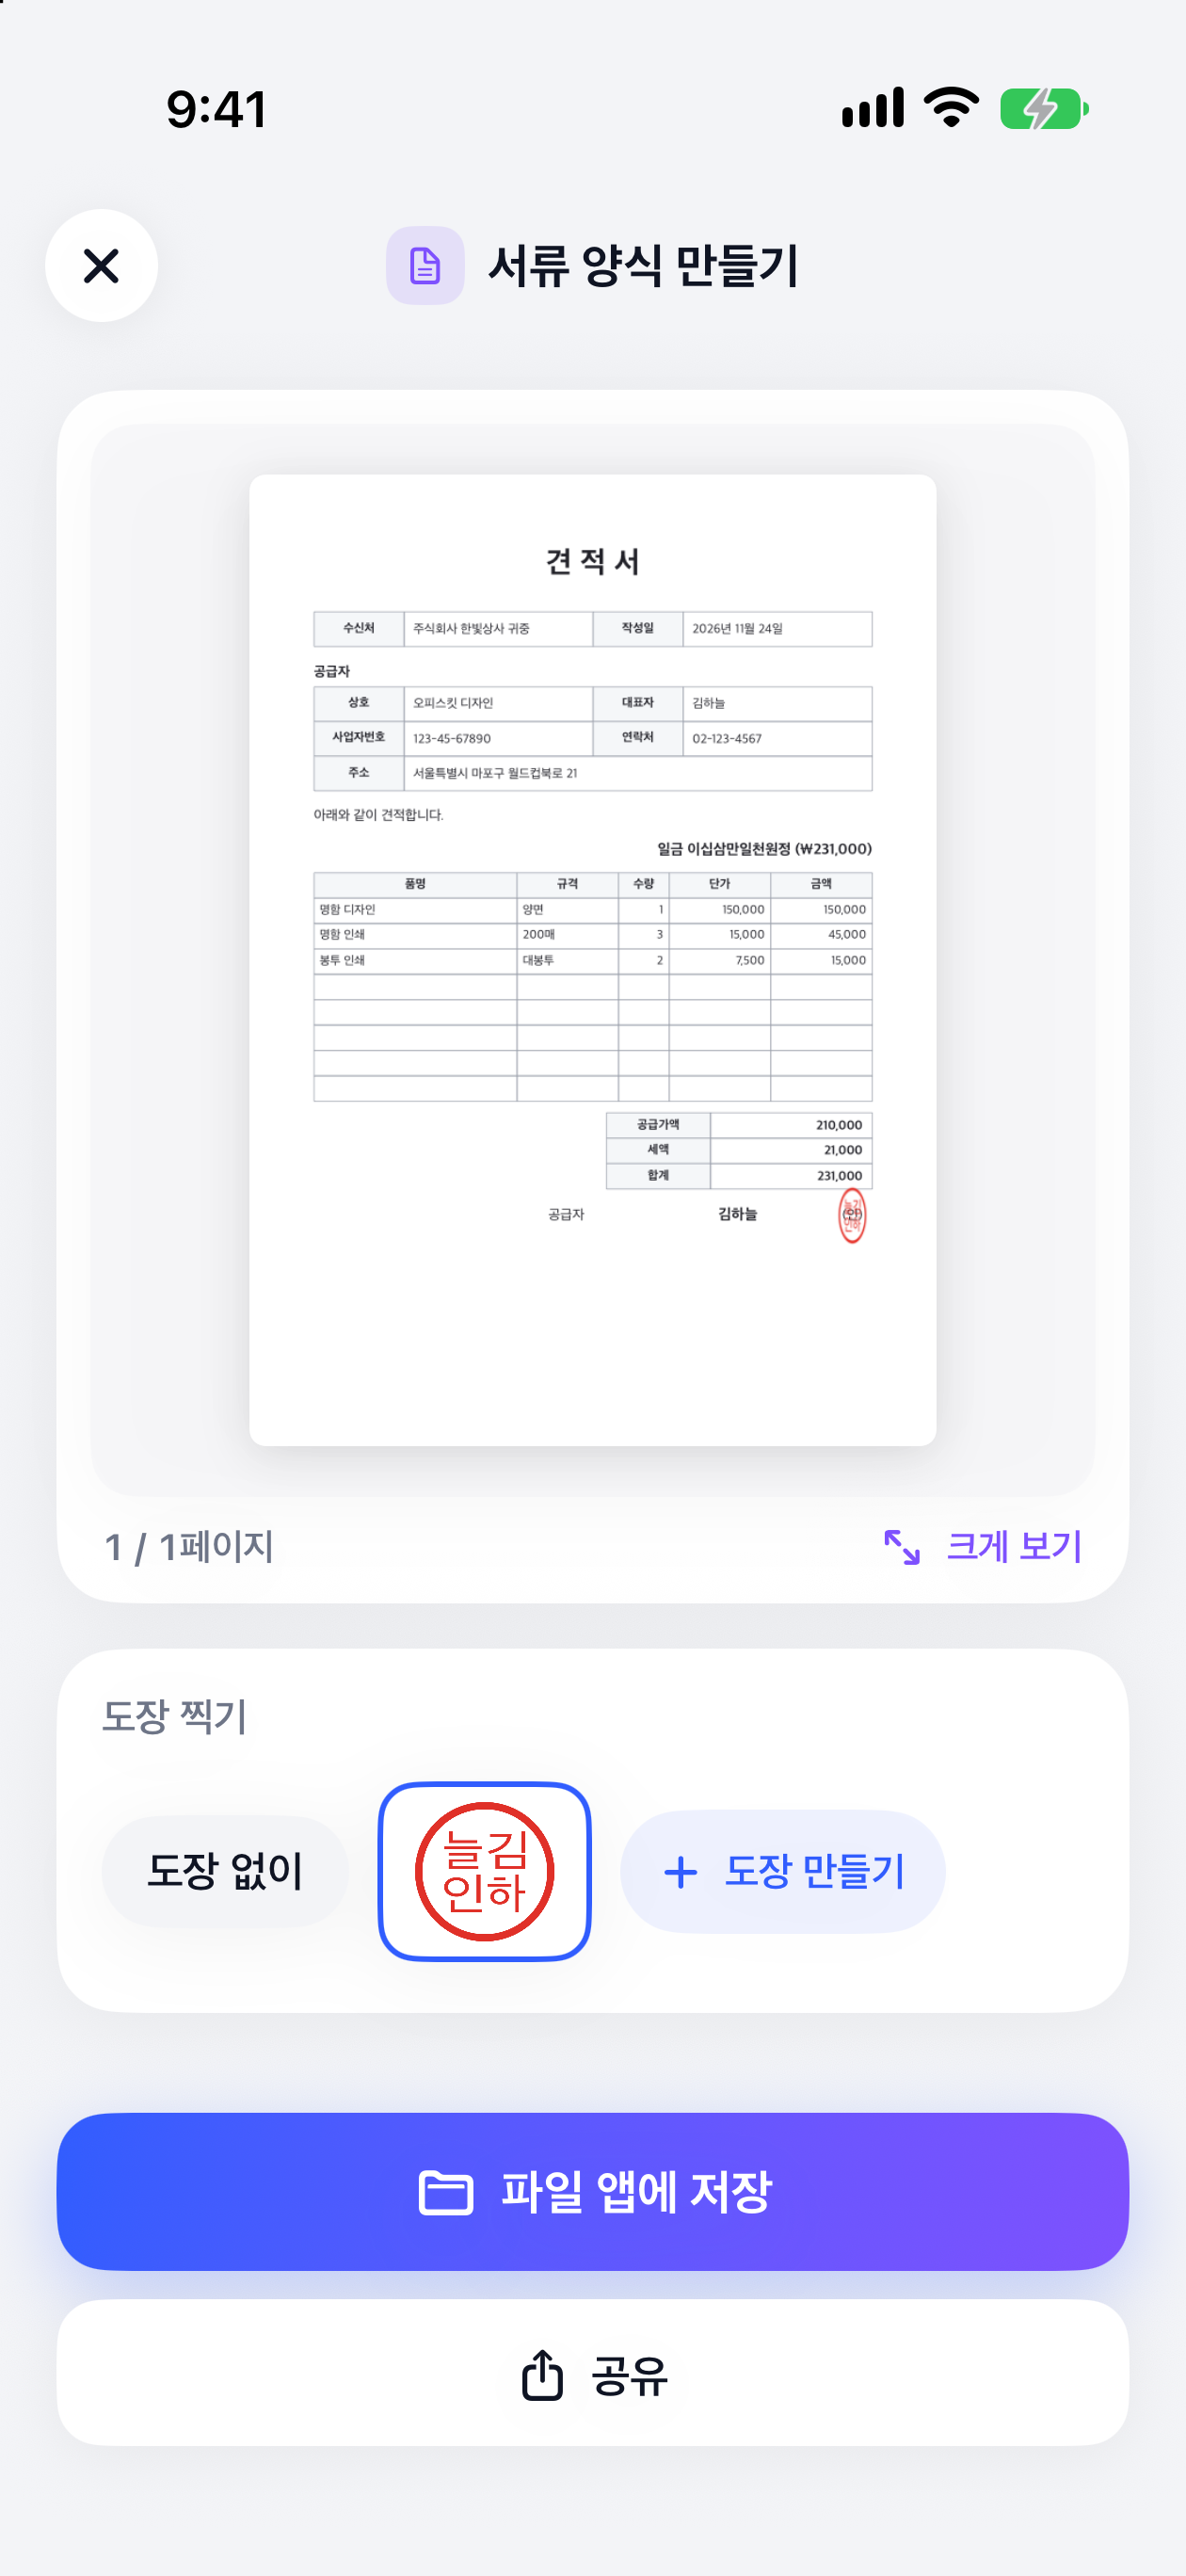 9:41
서류 양식 만들기
견적서
수신처 주식회사 한빛상사 귀중 작성일 2026년 11월 24일
공급자
상호 오피스킷 디자인 대표자 김하늘
사업자번호 123-45-67890 연락처 02-123-4567
주소 서울특별시 마포구 월드컵북로 21
아래와 같이 견적합니다.
일금 이십삼만일천원정 (₩231,000)
품명 규격 수량 단가 금액
명함 디자인 양면 1 150,000 150,000
명함 인쇄 200매 3 15,000 45,000
봉투 인쇄 대봉투 2 7,500 15,000
공급가액 210,000
세액 21,000
합계 231,000
공급자 김하늘 (인)
늘김
인하
1 / 1페이지 크게 보기
도장 찍기
도장 없이
늘김
인하
도장 만들기
파일 앱에 저장
공유